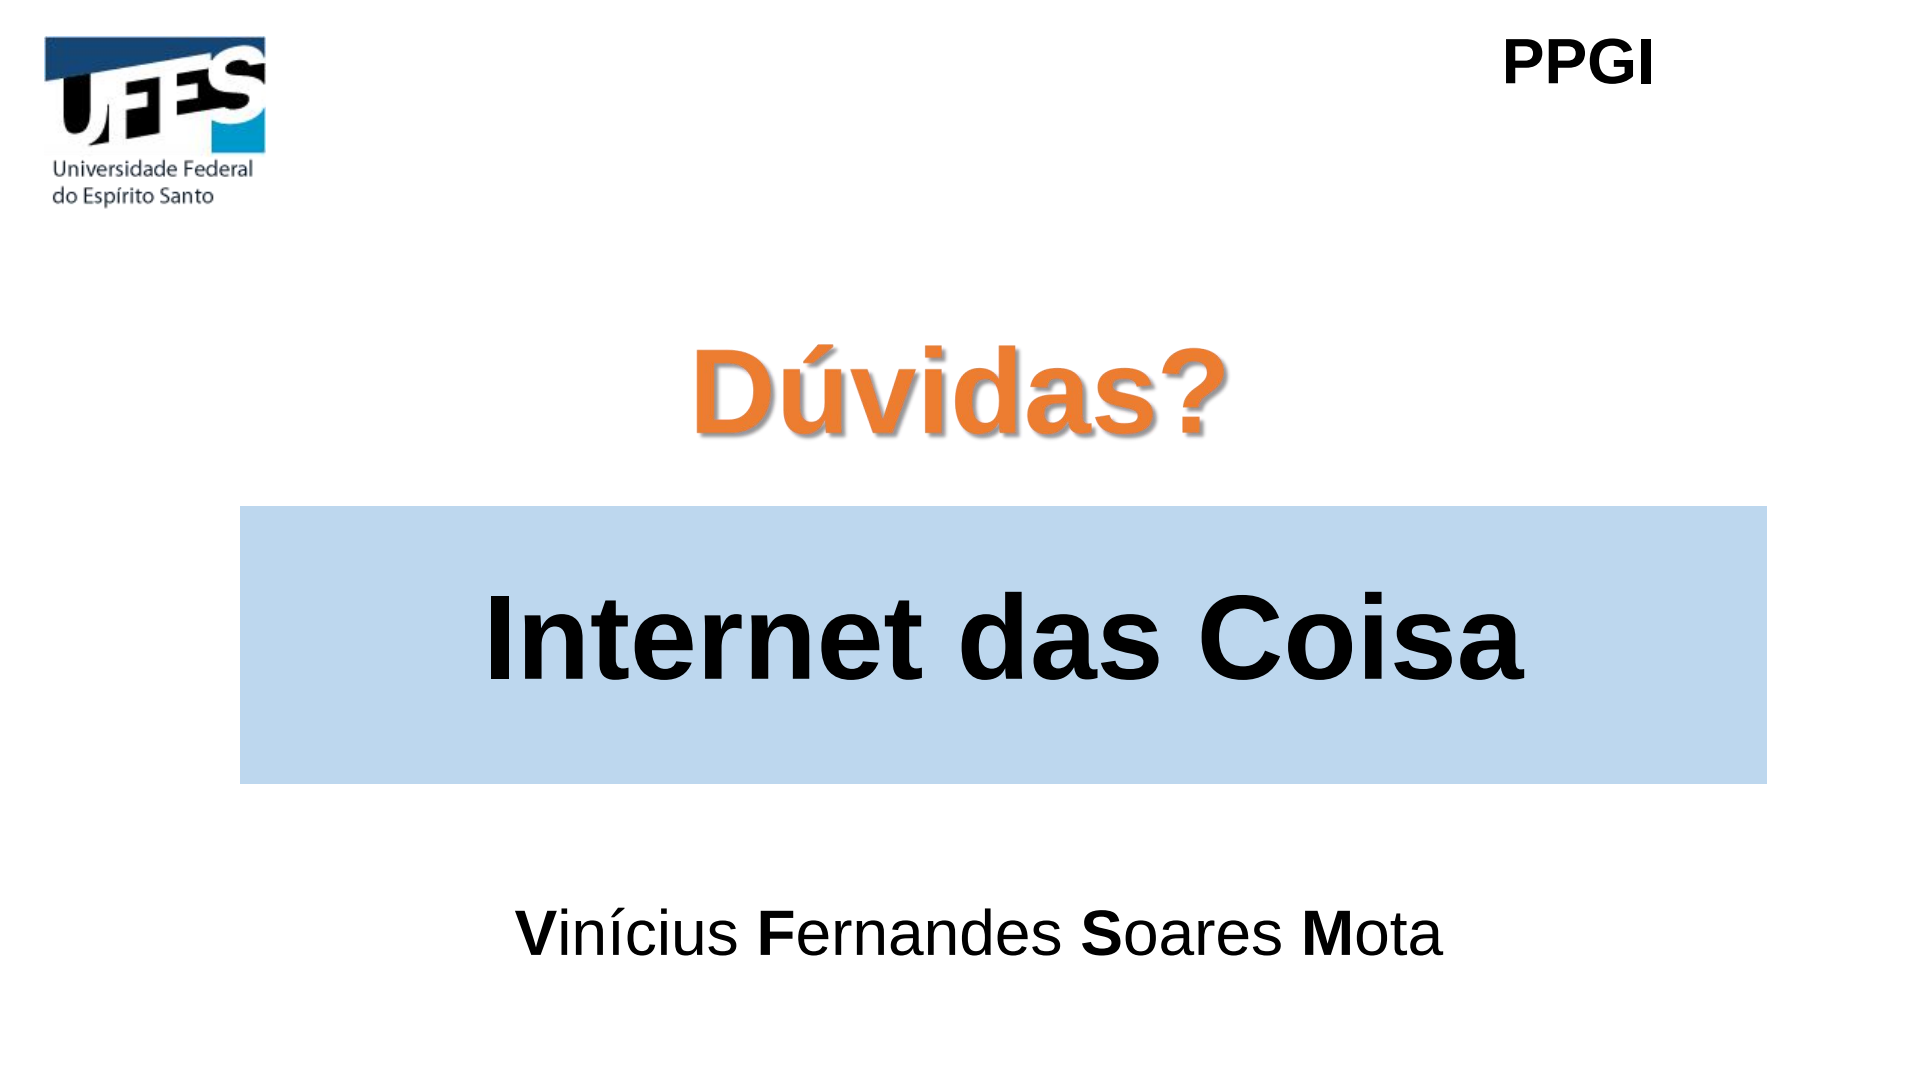 UFES
Universidade Federal
do Espírito Santo
PPGI
Dúvidas?
Internet das Coisa
Vinícius Fernandes Soares Mota